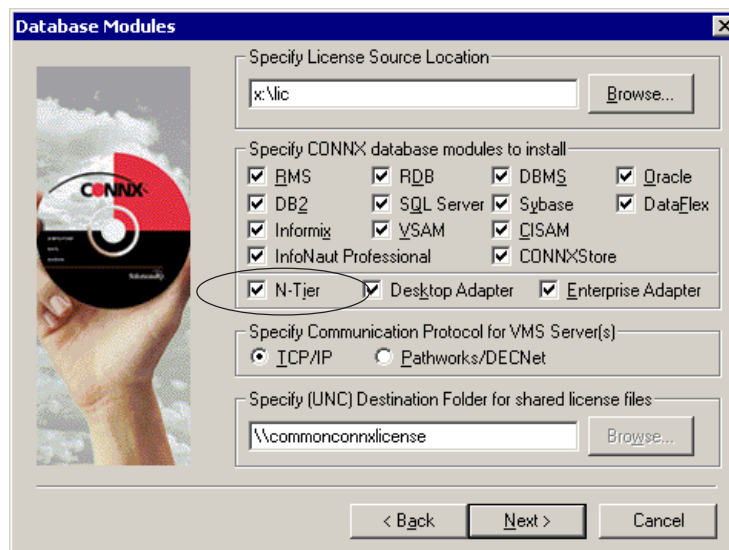 Database Modules
Specify License Source Location
x:\lic
Browse...
Specify CONNX database modules to install
RMS RDB DBMS Oracle
DB2 SQL Server Sybase DataFlex
Informix VSAM CISAM
InfoNaut Professional CONNXStore
N-Tier Desktop Adapter Enterprise Adapter
Specify Communication Protocol for VMS Server(s)
TCP/IP Pathworks/DECNet
Specify (UNC) Destination Folder for shared license files
\\commonconnxlicense
Browse...
< Back Next > Cancel
CONNX